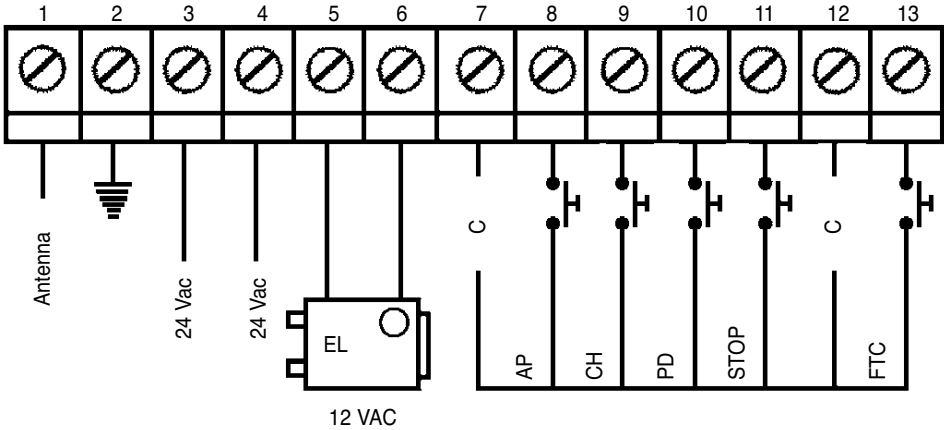 1 2 3 4 5 6 7 8 9 10 11 12 13
Antenna
24 Vac
24 Vac
EL
12 VAC
C
AP
CH
PD
STOP
C
FTC